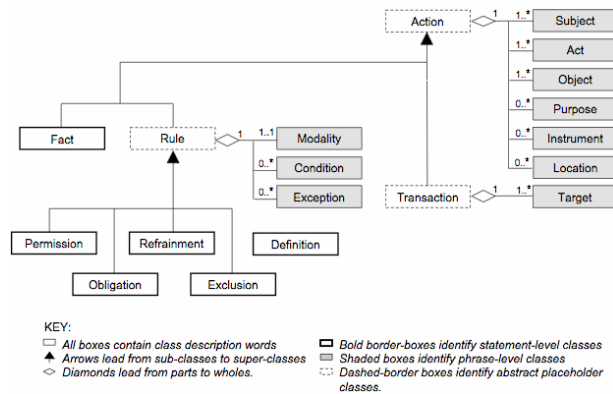 Action
1
1..*
Subject
1..*
Act
1..*
Object
0..*
Purpose
0..*
Instrument
0..*
Location
Fact
Rule
1
1..1
Modality
0..*
Condition
0..*
Exception
Transaction
1
1..*
Target
Permission
Refrainment
Definition
Obligation
Exclusion
KEY:
All boxes contain class description words
Arrows lead from sub-classes to super-classes
Diamonds lead from parts to wholes.
Bold border-boxes identify statement-level classes
Shaded boxes identify phrase-level classes
Dashed-border boxes identify abstract placeholder
classes.